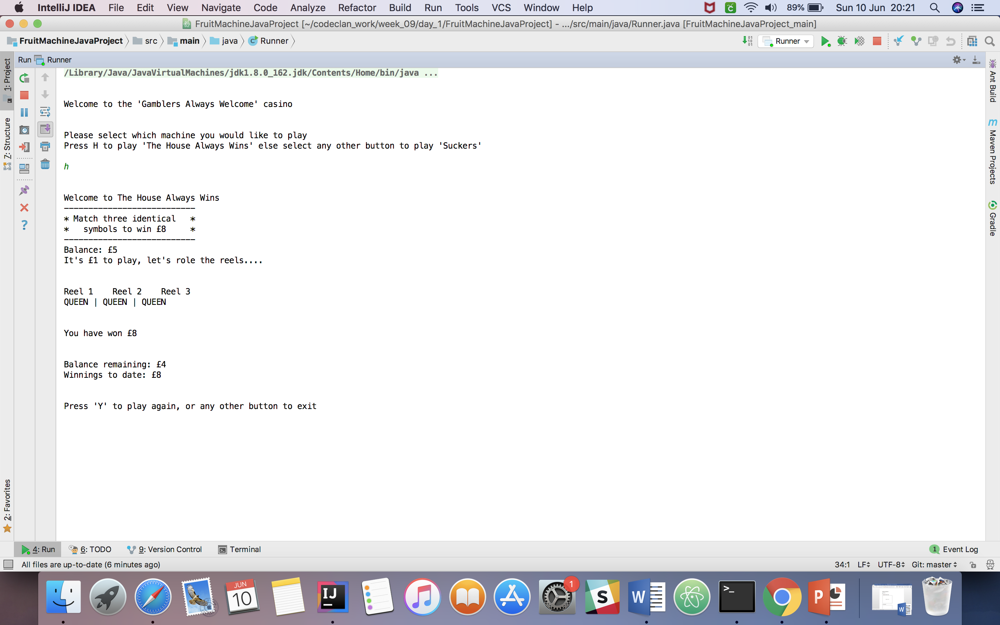 IntelliJ IDEA File Edit View Navigate Code Analyze Refactor Build Run Tools VCS Window Help 89% Sun 10 Jun 20:21
FruitMachineJavaProject [~/codeclan_work/week_09/day_1/FruitMachineJavaProject] - .../src/main/java/Runner.java [FruitMachineJavaProject_main]
FruitMachineJavaProject src main java C Runner Runner
Run Runner
1: Project
7: Structure
2: Favorites
/Library/Java/JavaVirtualMachines/jdk1.8.0_162.jdk/Contents/Home/bin/java ...
Welcome to the 'Gamblers Always Welcome' casino
Please select which machine you would like to play
Press H to play 'The House Always Wins' else select any other button to play 'Suckers'
h
Welcome to The House Always Wins
---------------------------
* Match three identical   *
*   symbols to win £8     *
---------------------------
Balance: £5
It's £1 to play, let's role the reels....
Reel 1    Reel 2    Reel 3
QUEEN | QUEEN | QUEEN
You have won £8
Balance remaining: £4
Winnings to date: £8
Press 'Y' to play again, or any other button to exit
Ant Build
m Maven Projects
Gradle
4: Run 6: TODO 9: Version Control Terminal 1 Event Log
All files are up-to-date (6 minutes ago) 34:1 LF UTF-8 Git: master
JUN
10
IJ
1
S
W
>_
P
W